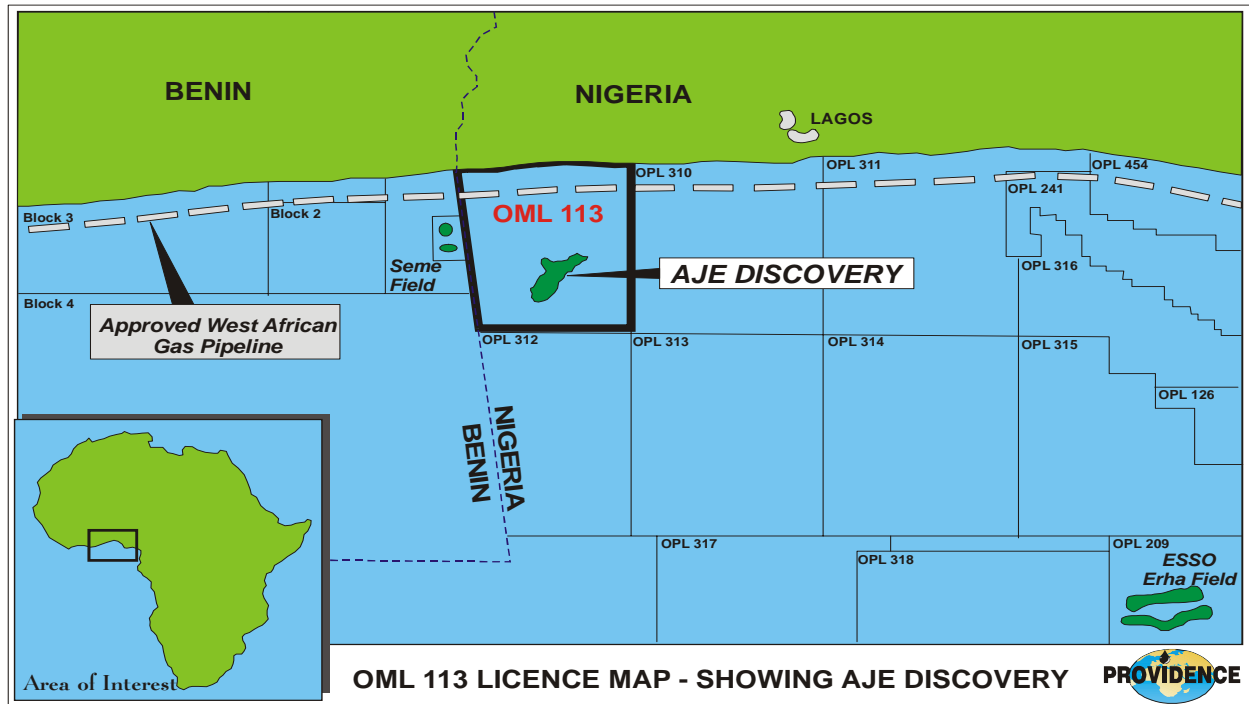 BENIN
NIGERIA
LAGOS
OPL 310
OPL 311
OPL 454
OPL 241
Block 3
Block 2
OML 113
Seme
Field
AJE DISCOVERY
OPL 316
Block 4
Approved West African
Gas Pipeline
OPL 312
OPL 313
OPL 314
OPL 315
OPL 126
NIGERIA
BENIN
OPL 317
OPL 318
OPL 209
ESSO
Erha Field
Area of Interest
OML 113 LICENCE MAP - SHOWING AJE DISCOVERY
PROVIDENCE